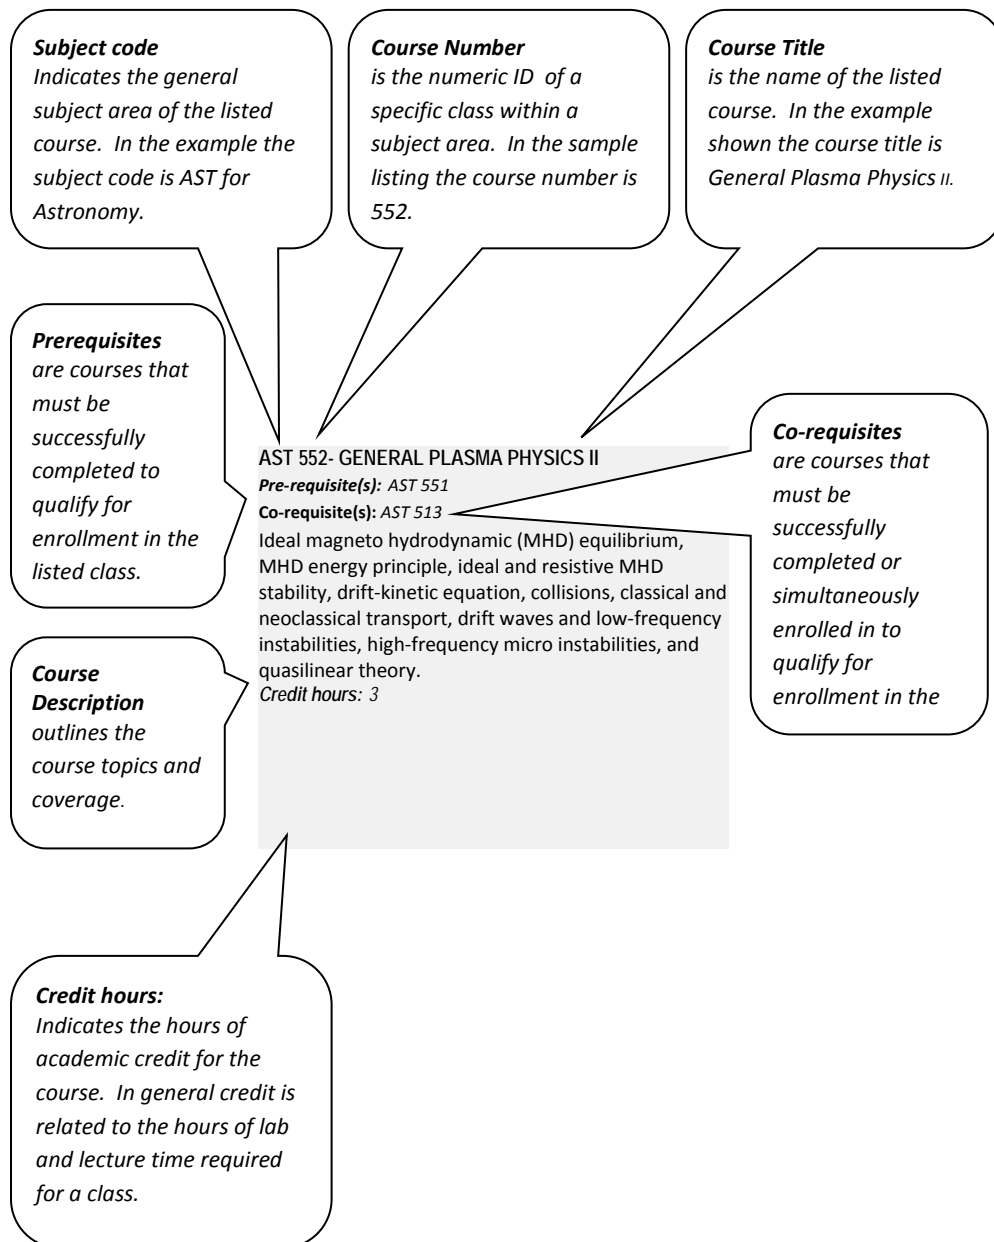 Subject code
Indicates the general
subject area of the listed
course.  In the example the
subject code is AST for
Astronomy.
Course Number
is the numeric ID  of a
specific class within a
subject area.  In the sample
listing the course number is
552.
Course Title
is the name of the listed
course.  In the example
shown the course title is
General Plasma Physics II.
Prerequisites
are courses that
must be
successfully
completed to
qualify for
enrollment in the
listed class.
AST 552- GENERAL PLASMA PHYSICS II
Pre-requisite(s): AST 551
Co-requisite(s): AST 513
Ideal magneto hydrodynamic (MHD) equilibrium,
MHD energy principle, ideal and resistive MHD
stability, drift-kinetic equation, collisions, classical and
neoclassical transport, drift waves and low-frequency
instabilities, high-frequency micro instabilities, and
quasilinear theory.
Credit hours: 3
Co-requisites
are courses that
must be
successfully
completed or
simultaneously
enrolled in to
qualify for
enrollment in the
Course
Description
outlines the
course topics and
coverage.
Credit hours:
Indicates the hours of
academic credit for the
course.  In general credit is
related to the hours of lab
and lecture time required
for a class.